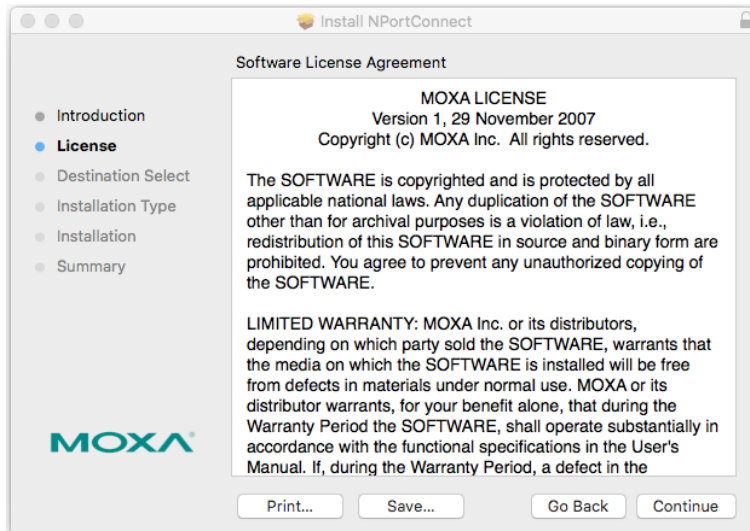 Install NPortConnect
Software License Agreement
Introduction
License
Destination Select
Installation Type
Installation
Summary
MOXA LICENSE
Version 1, 29 November 2007
Copyright (c) MOXA Inc.  All rights reserved.
The SOFTWARE is copyrighted and is protected by all
applicable national laws. Any duplication of the SOFTWARE
other than for archival purposes is a violation of law, i.e.,
redistribution of this SOFTWARE in source and binary form are
prohibited. You agree to prevent any unauthorized copying of
the SOFTWARE.
LIMITED WARRANTY: MOXA Inc. or its distributors,
depending on which party sold the SOFTWARE, warrants that
the media on which the SOFTWARE is installed will be free
from defects in materials under normal use. MOXA or its
distributor warrants, for your benefit alone, that during the
Warranty Period the SOFTWARE, shall operate substantially in
accordance with the functional specifications in the User's
Manual. If, during the Warranty Period, a defect in the
MOXA®
Print...
Save...
Go Back
Continue